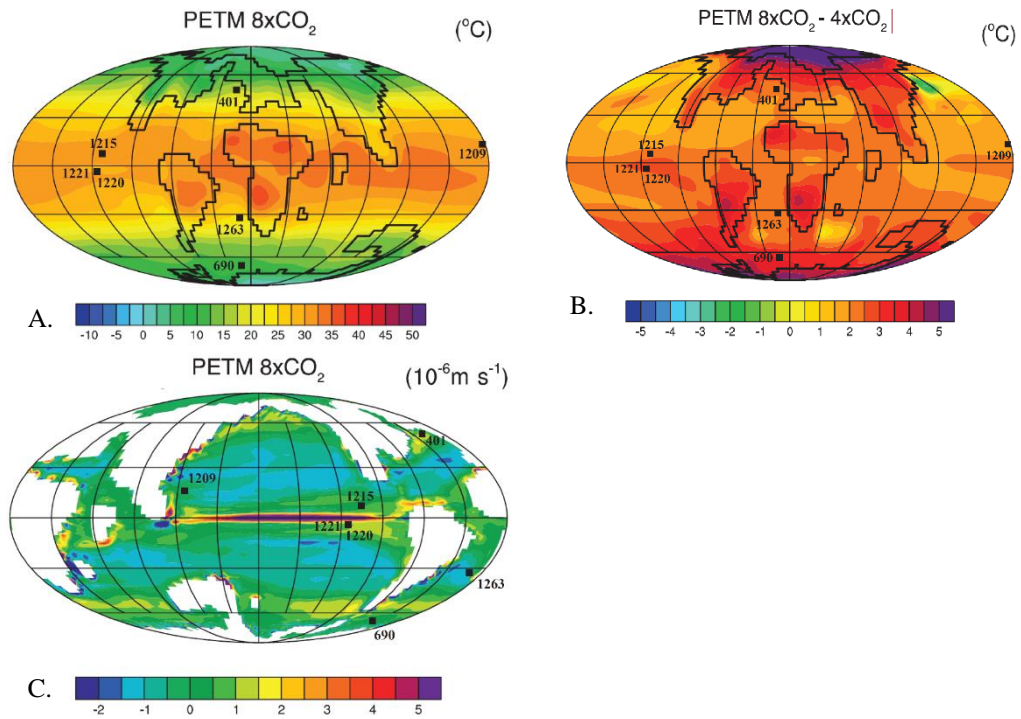 PETM 8xCO₂
(°C)
401
1215
1209
1221
1220
1263
690
A.
-10 -5 0 5 10 15 20 25 30 35 40 45 50
PETM 8xCO₂ - 4xCO₂
(°C)
401
1215
1209
1221
1220
1263
690
B.
-5 -4 -3 -2 -1 0 1 2 3 4 5
PETM 8xCO₂
(10⁻⁶m s⁻¹)
401
1209
1215
1221
1220
1263
690
C.
-2 -1 0 1 2 3 4 5